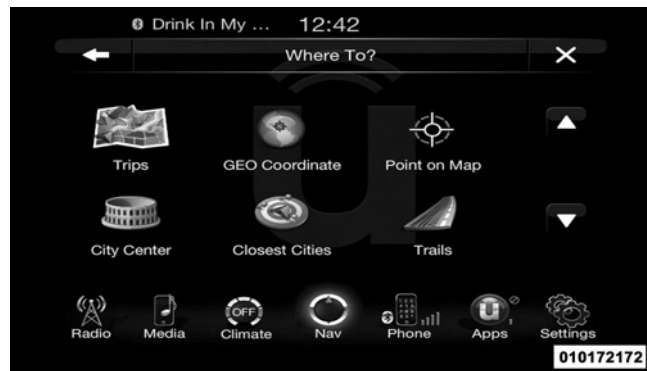 Drink In My ... 12:42
Where To?
Trips GEO Coordinate Point on Map
City Center Closest Cities Trails
OFF
Radio Media Climate Nav Phone Apps Settings
010172172